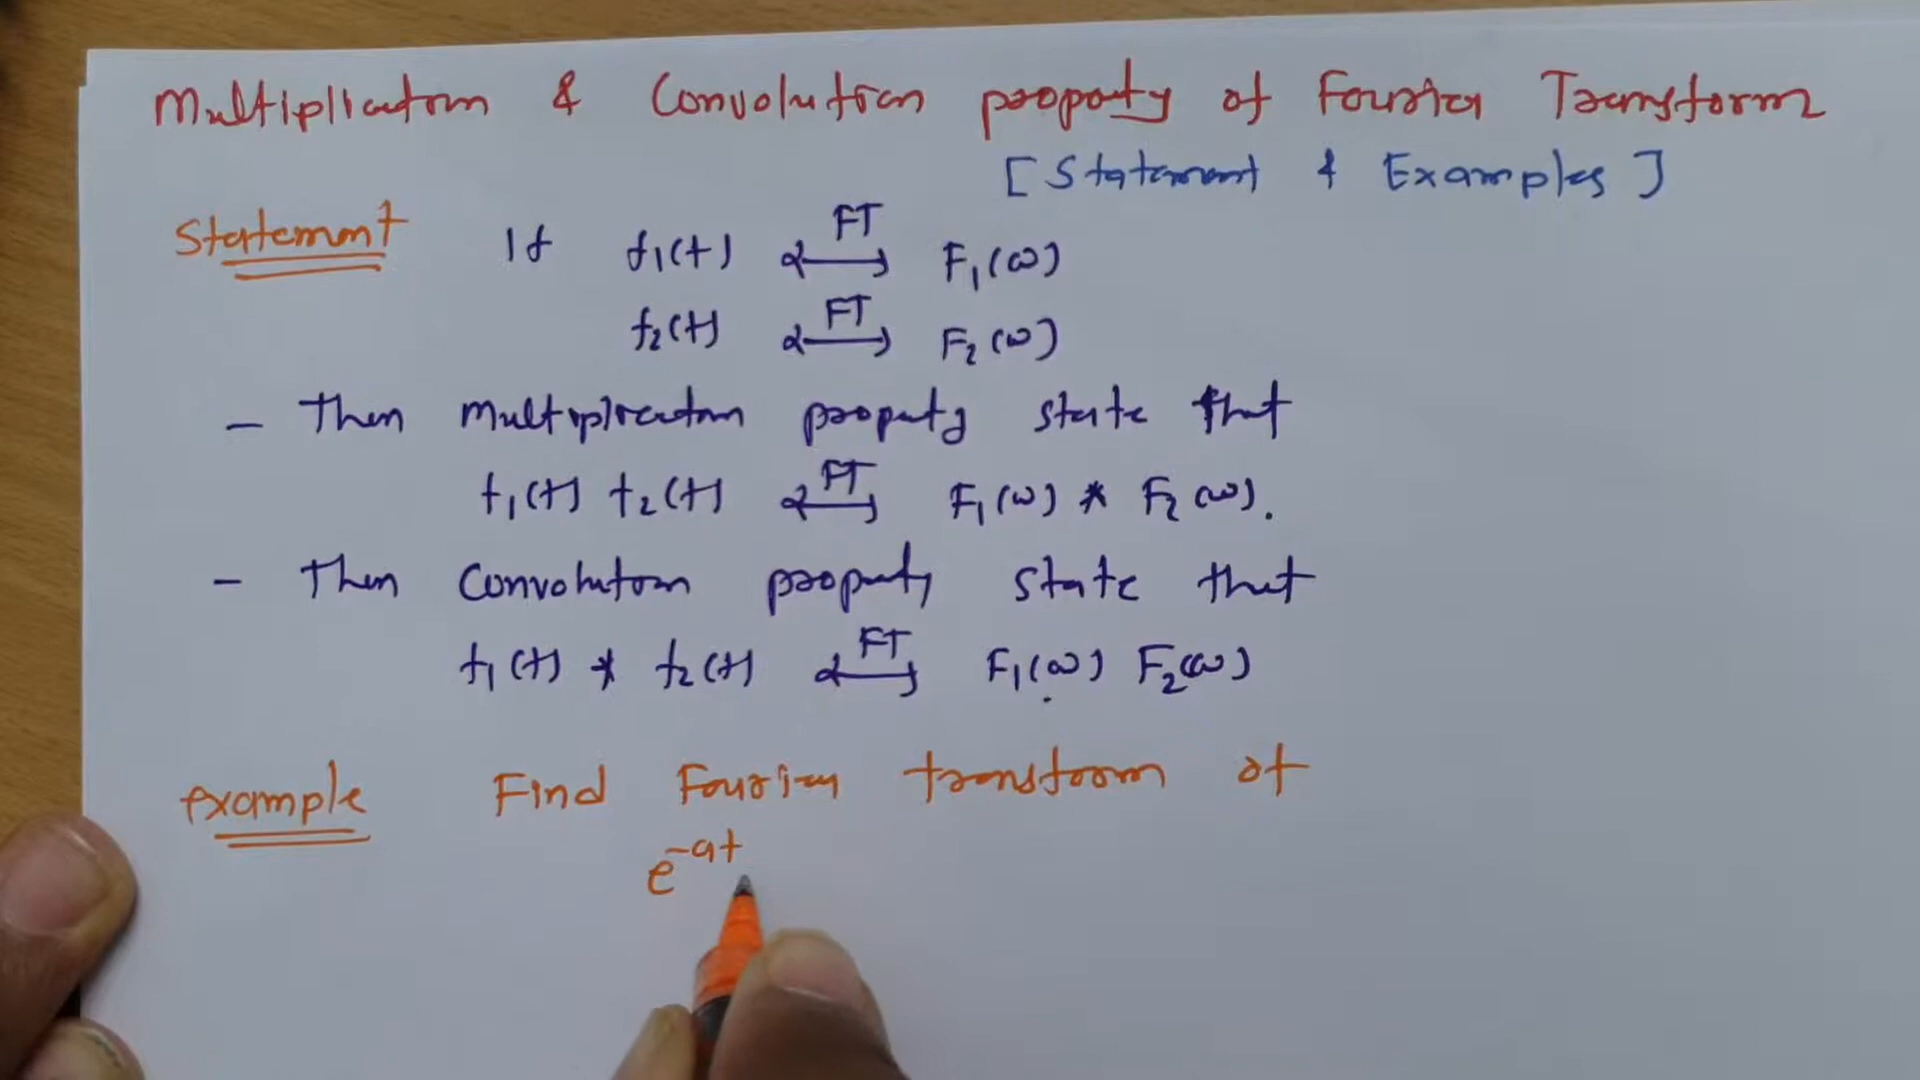 Multiplication & Convolution property of Fourier Transform
[Statement & Examples]
Statement If f₁(t) ⟷ F₁(ω)
FT
f₂(t) ⟷ F₂(ω)
FT
- Then multiplication property state that
f₁(t) f₂(t) ⟷ F₁(ω) * F₂(ω).
FT
- Then Convolution property state that
f₁(t) * f₂(t) ⟷ F₁(ω) F₂(ω)
FT
example Find Fourier transform of
e^-at